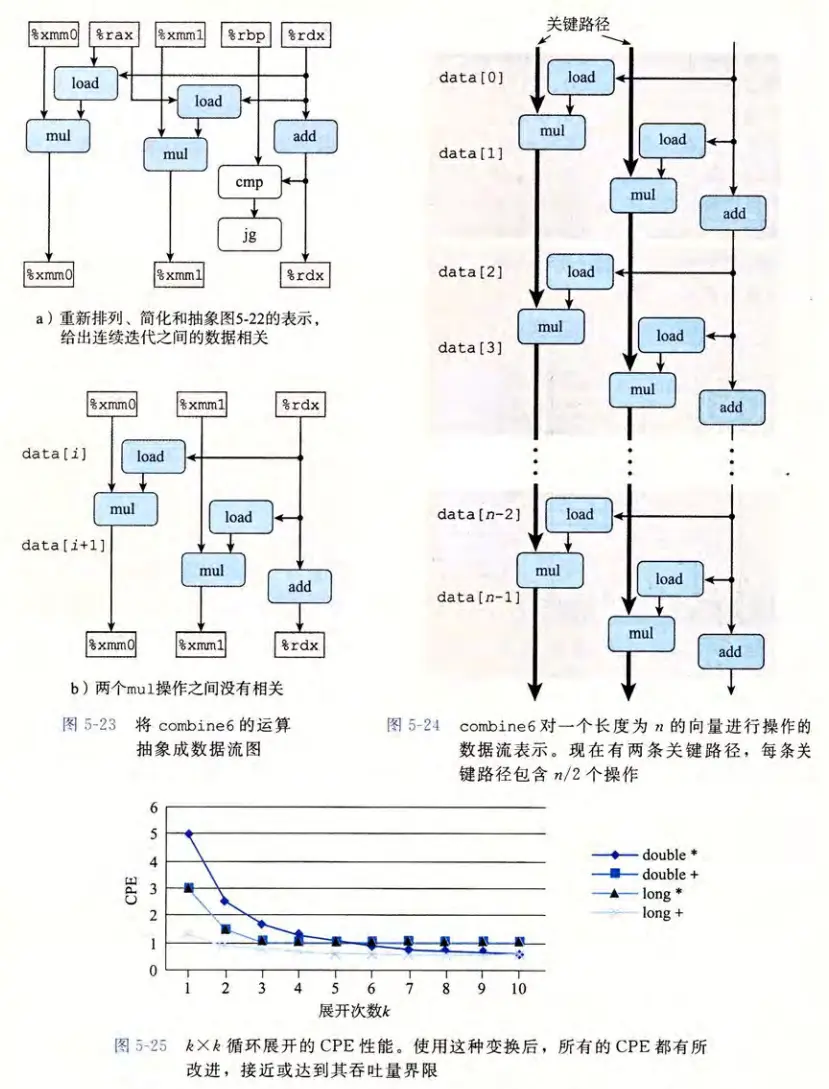 %xmm0 %rax %xmm1 %rbp %rdx
load
load
mul
mul
add
cmp
jg
%xmm0 %xmm1 %rdx
a）重新排列、简化和抽象图5-22的表示，
给出连续迭代之间的数据相关
%xmm0 %xmm1 %rdx
data[i]
load
mul
load
data[i+1]
mul
add
%xmm0 %xmm1 %rdx
b）两个mul操作之间没有相关
图 5-23 将 combine6 的运算
抽象成数据流图
关键路径
data[0]
load
mul
data[1]
load
mul
add
data[2]
load
mul
data[3]
load
mul
add
data[n-2]
load
mul
data[n-1]
load
mul
add
图 5-24 combine6 对一个长度为 n 的向量进行操作的
数据流表示。现在有两条关键路径，每条关
键路径包含 n/2 个操作
CPE
6
5
4
3
2
1
0
1 2 3 4 5 6 7 8 9 10
展开次数k
double *
double +
long *
long +
图 5-25 k×k 循环展开的 CPE 性能。使用这种变换后，所有的 CPE 都有所
改进，接近或达到其吞吐量界限